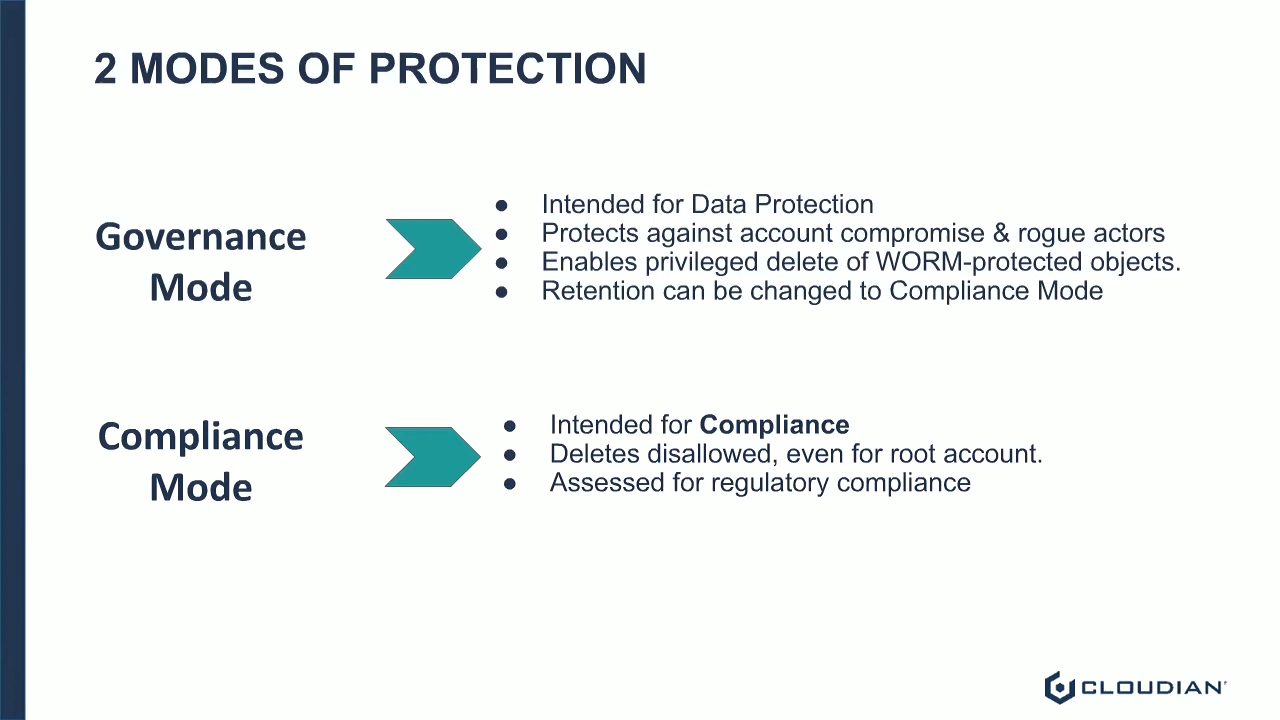 2 MODES OF PROTECTION
Governance
Mode
● Intended for Data Protection
● Protects against account compromise & rogue actors
● Enables privileged delete of WORM-protected objects.
● Retention can be changed to Compliance Mode
Compliance
Mode
● Intended for Compliance
● Deletes disallowed, even for root account.
● Assessed for regulatory compliance
CLOUDIAN